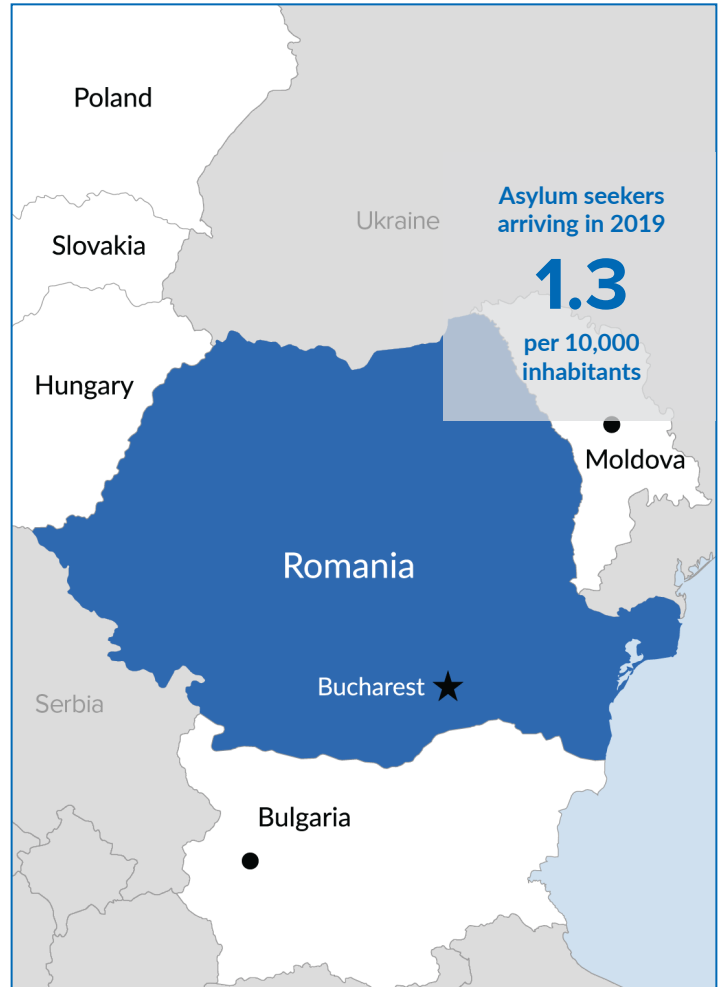 Poland
Asylum seekers
arriving in 2019
Ukraine
Slovakia
1.3
per 10,000
inhabitants
Hungary
Moldova
Romania
Bucharest
Serbia
Bulgaria